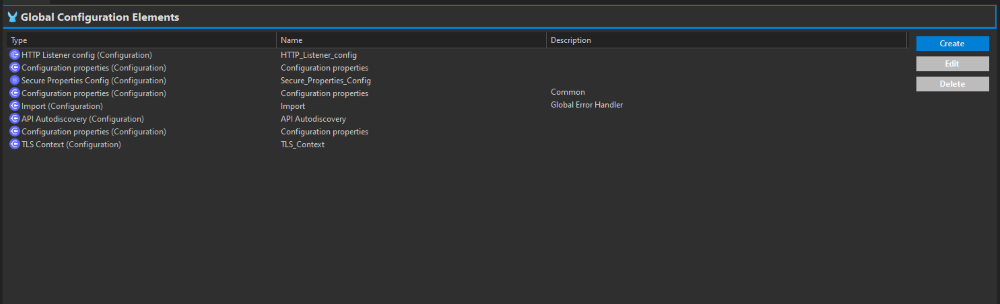 Global Configuration Elements
Type Name Description
Create
HTTP Listener config (Configuration) HTTP_Listener_config
Configuration properties (Configuration) Configuration properties
Edit
Secure Properties Config (Configuration) Secure_Properties_Config
Delete
Configuration properties (Configuration) Configuration properties Common
Import (Configuration) Import Global Error Handler
API Autodiscovery (Configuration) API Autodiscovery
Configuration properties (Configuration) Configuration properties
TLS Context (Configuration) TLS_Context